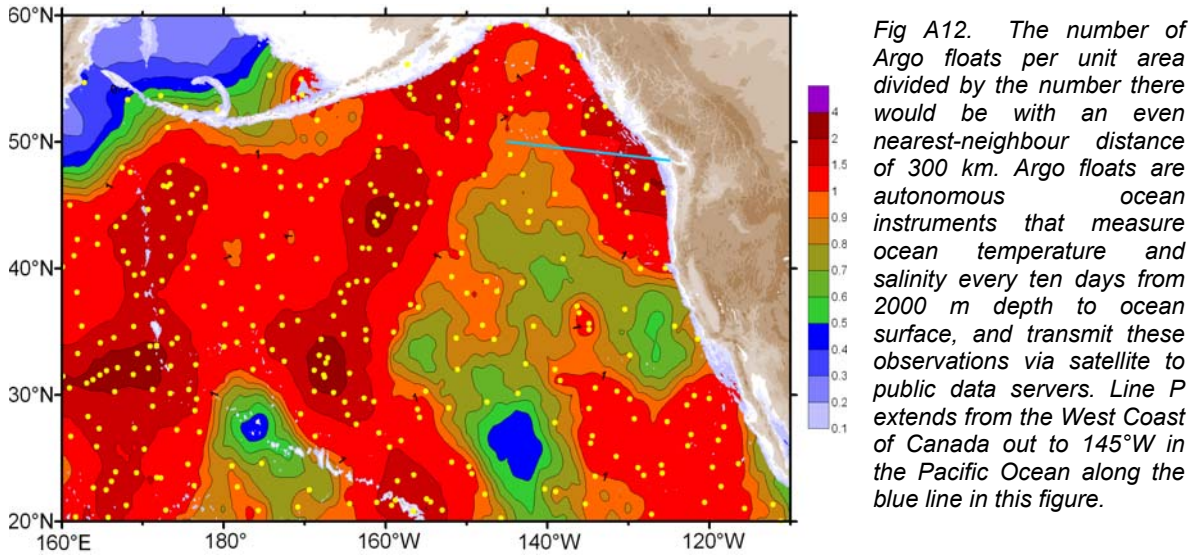 60°N
50°N
40°N
30°N
20°N
160°E
180°
160°W
140°W
120°W
4
2
1.5
1
0.9
0.8
0.7
0.6
0.5
0.4
0.3
0.2
0.1
Fig A12. The number of
Argo floats per unit area
divided by the number there
would be with an even
nearest-neighbour distance
of 300 km. Argo floats are
autonomous ocean
instruments that measure
ocean temperature and
salinity every ten days from
2000 m depth to ocean
surface, and transmit these
observations via satellite to
public data servers. Line P
extends from the West Coast
of Canada out to 145°W in
the Pacific Ocean along the
blue line in this figure.